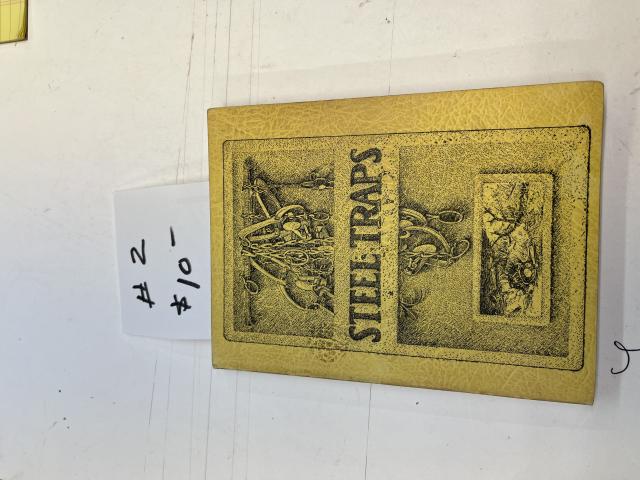 # 2
$10-
STEEL TRAPS